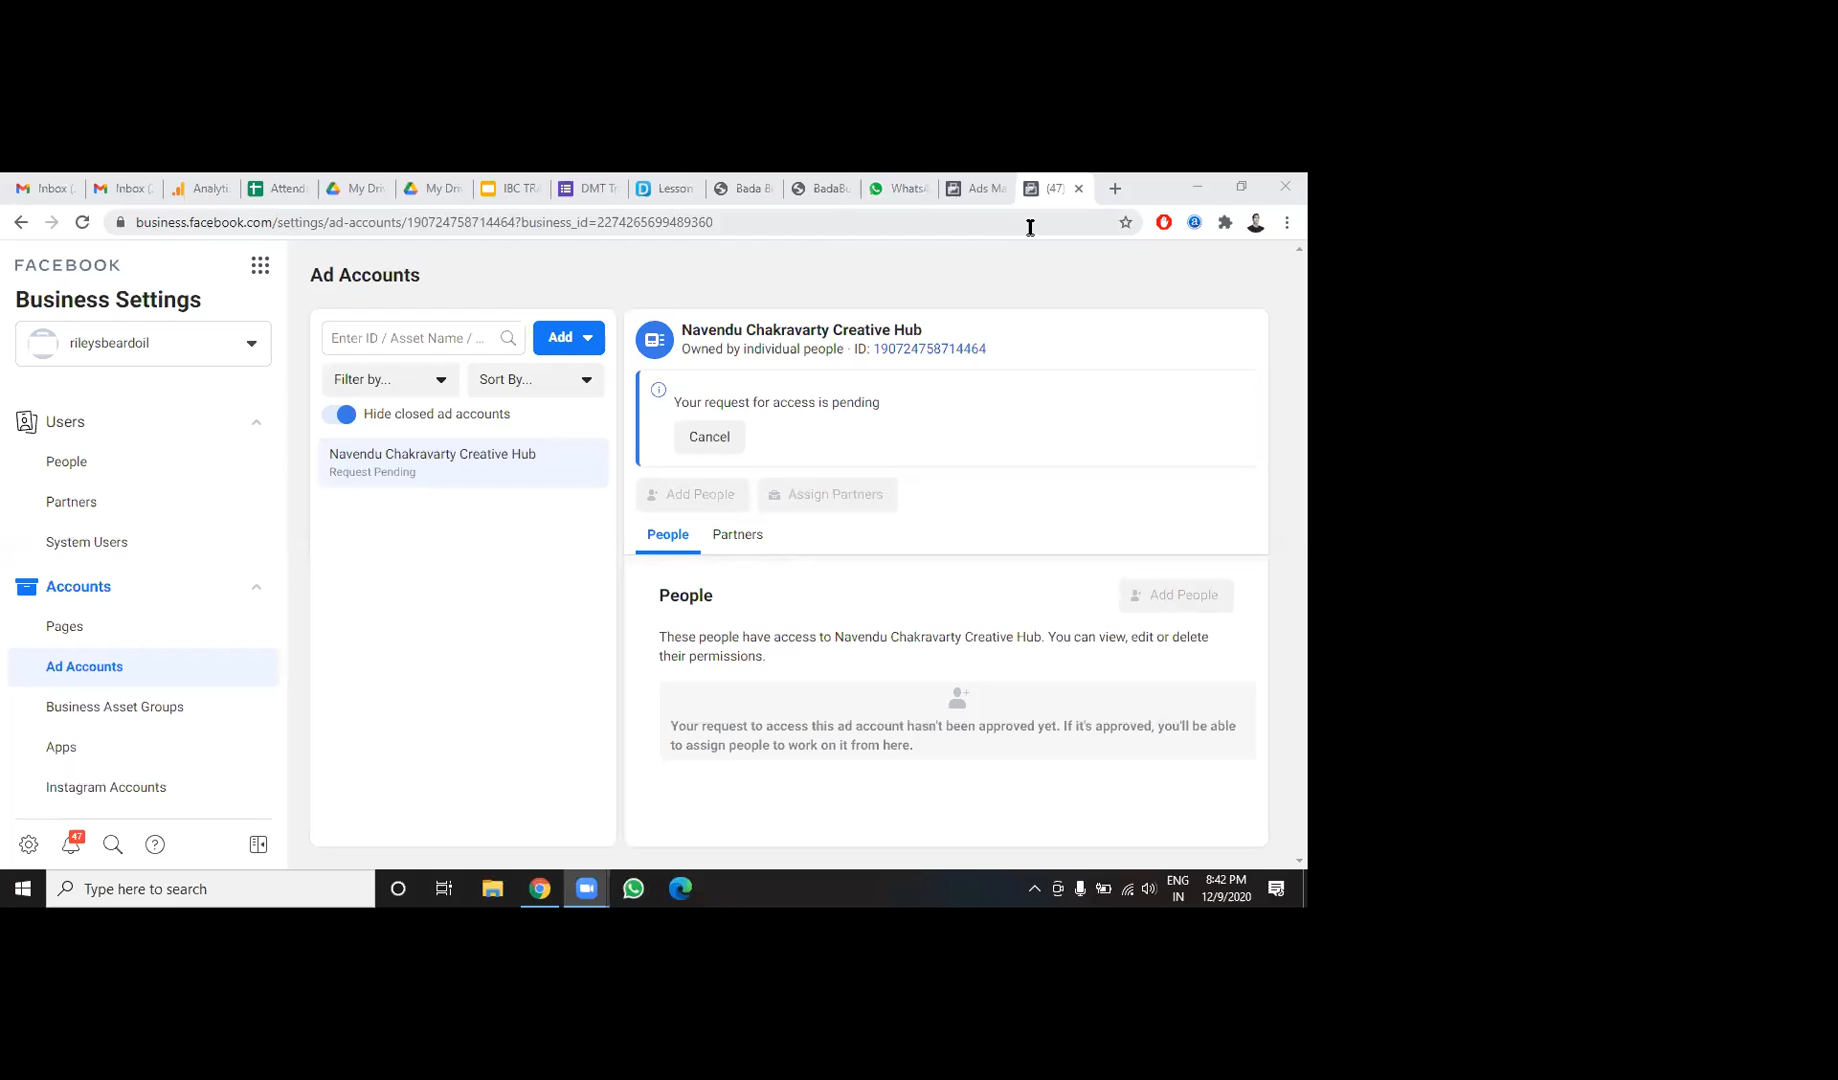 Inbox (
Inbox (
Analyti
Attend
My Dri
My Dri
IBC TR
DMT Tr
Lesson
Bada B
BadaBu
WhatsA
Ads Ma
(47)
business.facebook.com/settings/ad-accounts/190724758714464?business_id=2274265699489360
FACEBOOK
Business Settings
rileysbeardoil
Users
People
Partners
System Users
Accounts
Pages
Ad Accounts
Business Asset Groups
Apps
Instagram Accounts
47
Ad Accounts
Enter ID / Asset Name / ...
Add
Filter by...
Sort By...
Hide closed ad accounts
Navendu Chakravarty Creative Hub
Request Pending
Navendu Chakravarty Creative Hub
Owned by individual people · ID: 190724758714464
Your request for access is pending
Cancel
Add People
Assign Partners
People
Partners
People
Add People
These people have access to Navendu Chakravarty Creative Hub. You can view, edit or delete
their permissions.
Your request to access this ad account hasn't been approved yet. If it's approved, you'll be able
to assign people to work on it from here.
Type here to search
ENG
IN
8:42 PM
12/9/2020